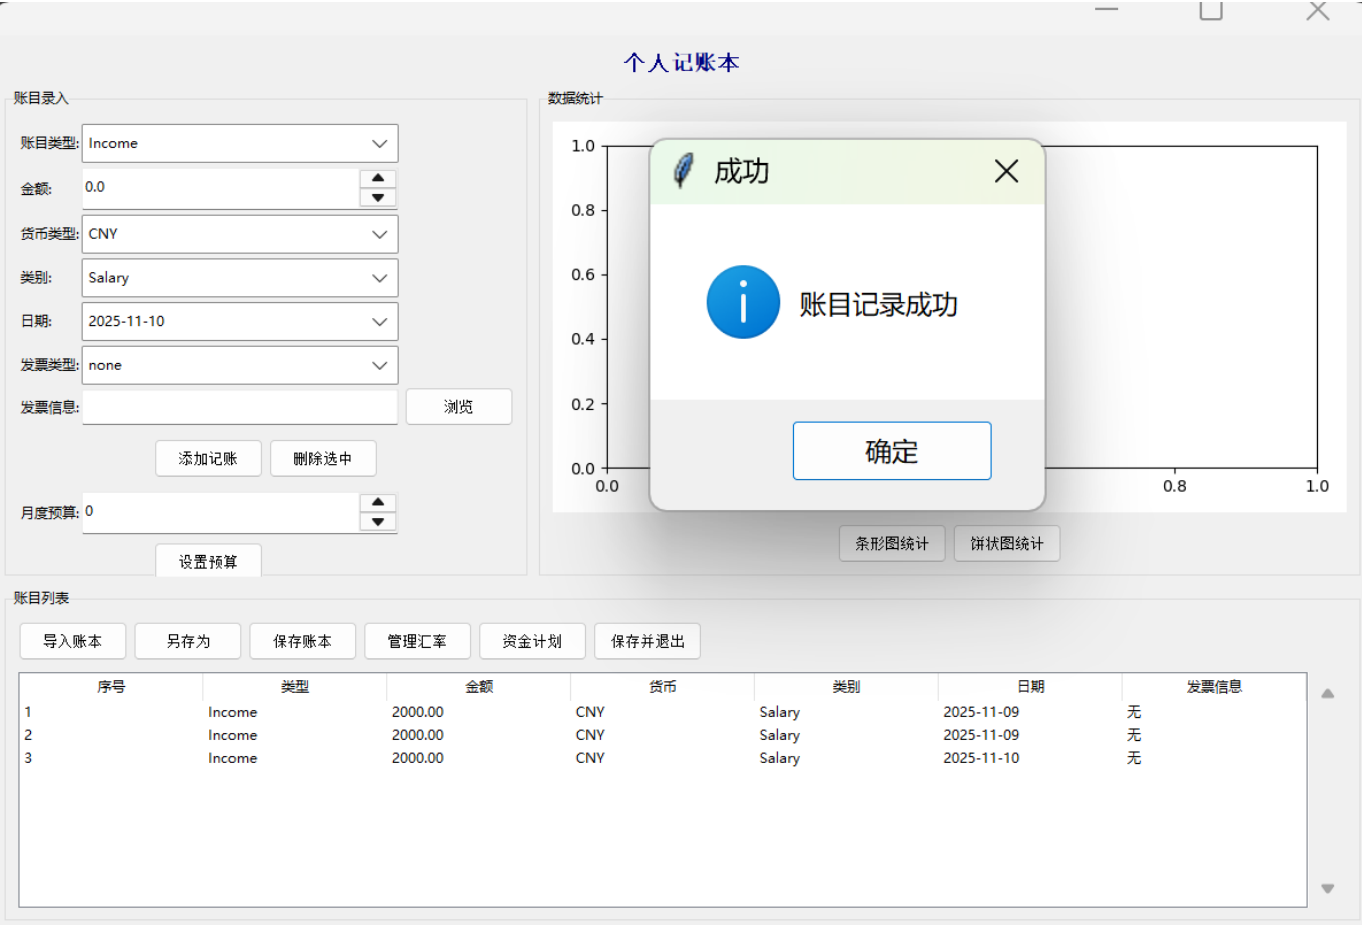 个人记账本
账目录入
账目类型: Income
金额: 0.0
货币类型: CNY
类别: Salary
日期: 2025-11-10
发票类型: none
发票信息: 浏览
添加记账 删除选中
月度预算: 0
设置预算
数据统计
1.0
0.8
0.6
0.4
0.2
0.0
0.0 0.8 1.0
成功
账目记录成功
确定
条形图统计 饼状图统计
账目列表
导入账本 另存为 保存账本 管理汇率 资金计划 保存并退出
序号 类型 金额 货币 类别 日期 发票信息
1 Income 2000.00 CNY Salary 2025-11-09 无
2 Income 2000.00 CNY Salary 2025-11-09 无
3 Income 2000.00 CNY Salary 2025-11-10 无